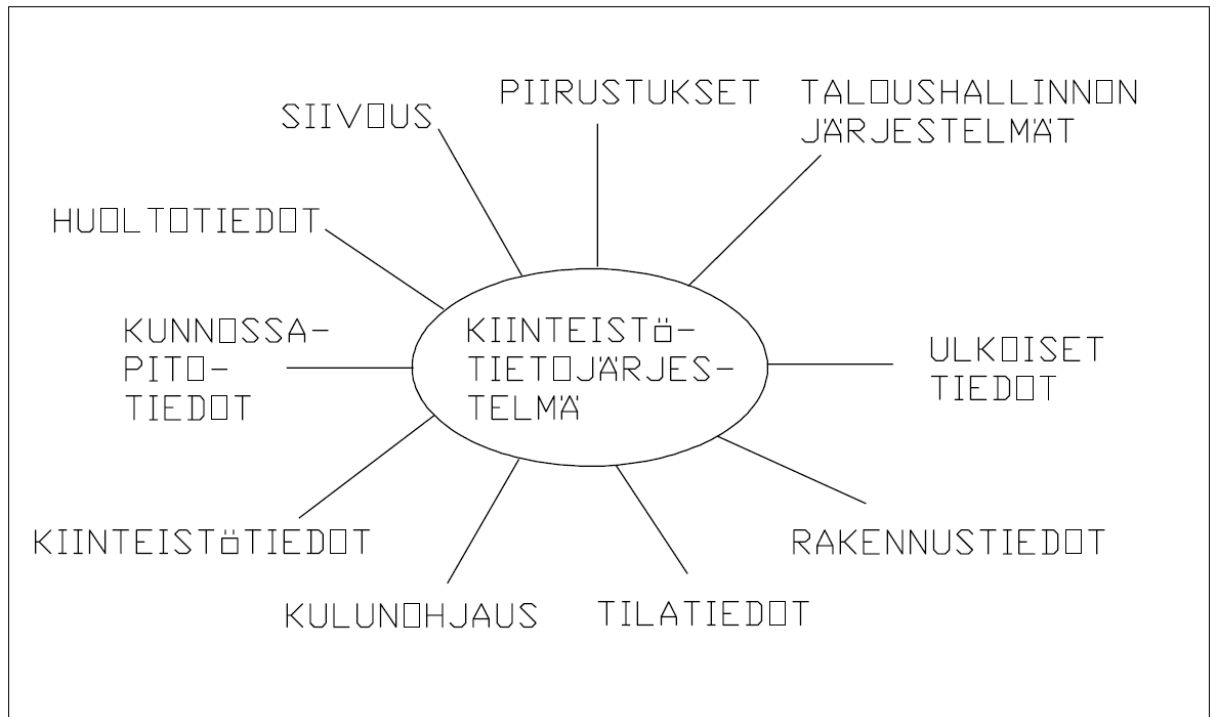 PIIRUSTUKSET
TALOUSHALLINNON
JÄRJESTELMÄT
SIIVOUS
HUOLTOTIEDOT
KUNNOSSA-
PITO-
TIEDOT
KIINTEISTÖ-
TIETOJÄRJES-
TELMÄ
ULKOISET
TIEDOT
KIINTEISTÖTIEDOT
RAKENNUSTIEDOT
KULUNOHJAUS
TILATIEDOT